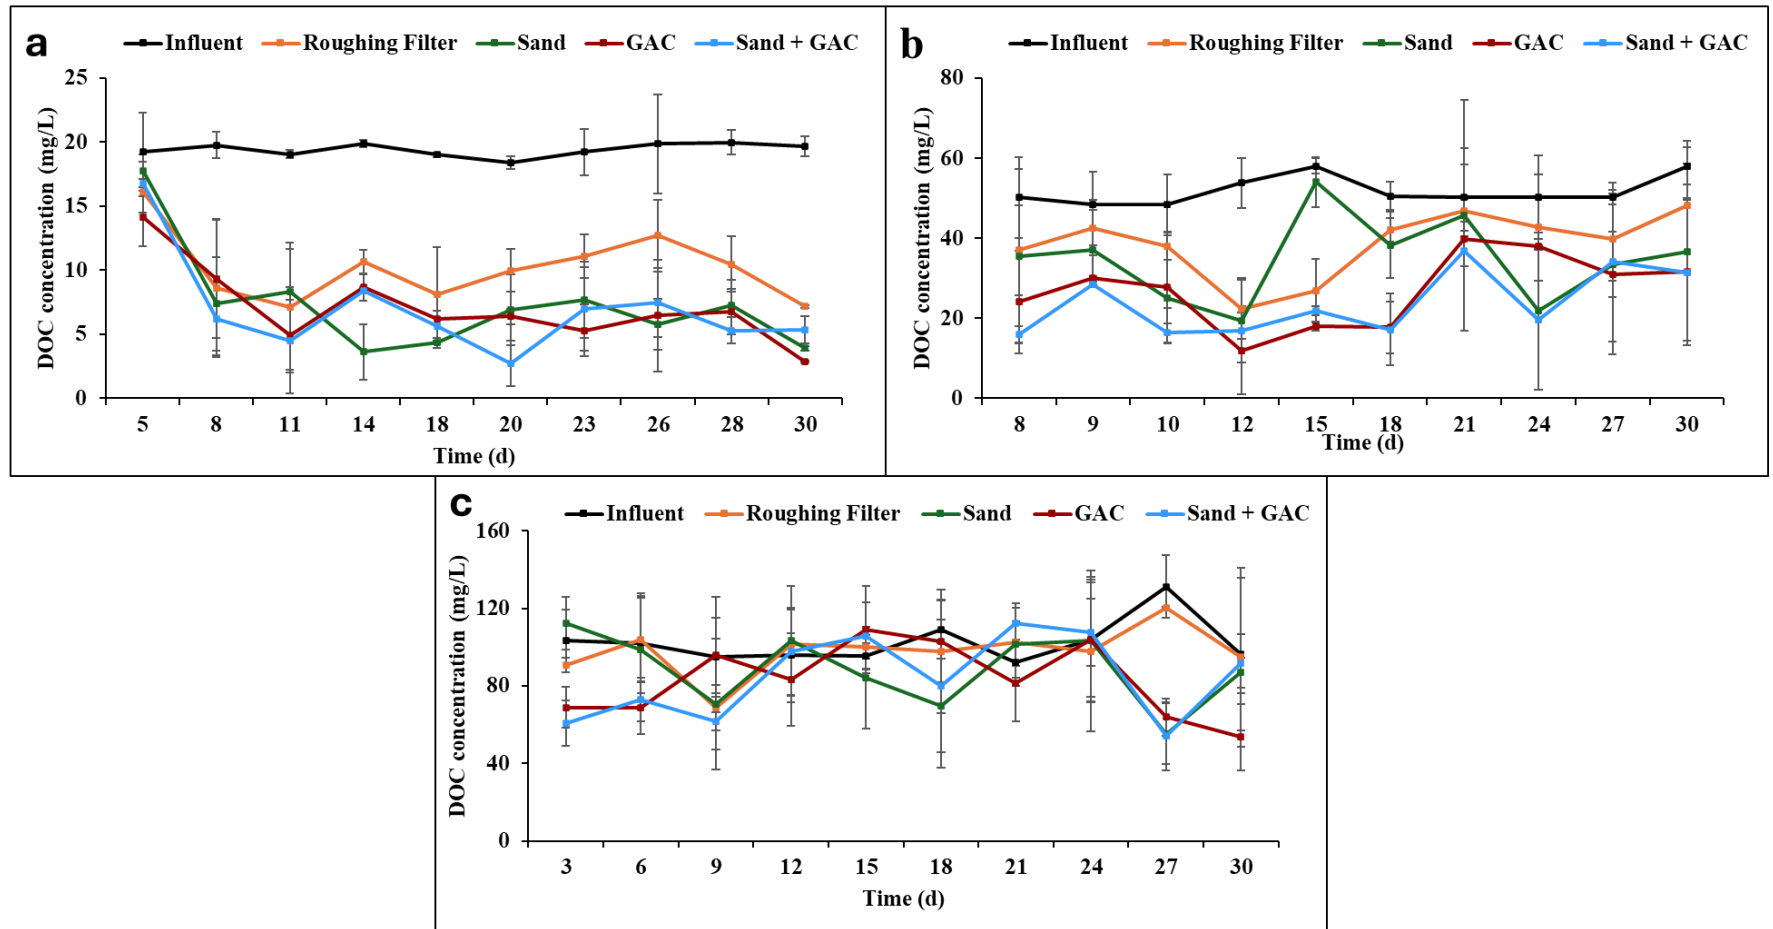 a
Influent Roughing Filter Sand GAC Sand + GAC
DOC concentration (mg/L)
25
20
15
10
5
0
5 8 11 14 18 20 23 26 28 30
Time (d)
b
Influent Roughing Filter Sand GAC Sand + GAC
DOC concentration (mg/L)
80
60
40
20
0
8 9 10 12 15 18 21 24 27 30
Time (d)
c
Influent Roughing Filter Sand GAC Sand + GAC
DOC concentration (mg/L)
160
120
80
40
0
3 6 9 12 15 18 21 24 27 30
Time (d)